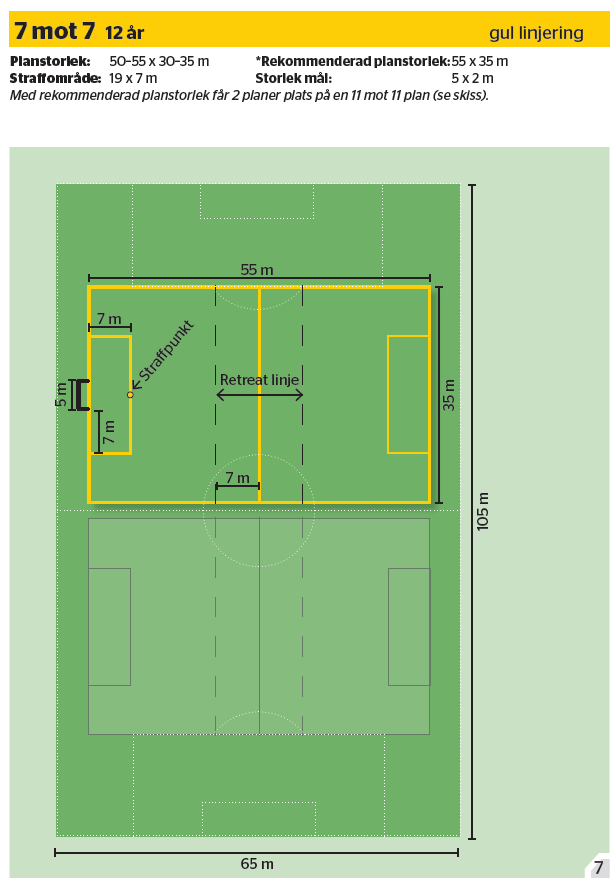 7 mot 7 12 år gul linjering
Planstorlek: 50–55 x 30–35 m *Rekommenderad planstorlek: 55 x 35 m
Straffområde: 19 x 7 m Storlek mål: 5 x 2 m
Med rekommenderad planstorlek får 2 planer plats på en 11 mot 11 plan (se skiss).
55 m
7 m
Straffpunkt
Retreat linje
5 m
35 m
7 m
7 m
105 m
65 m
7